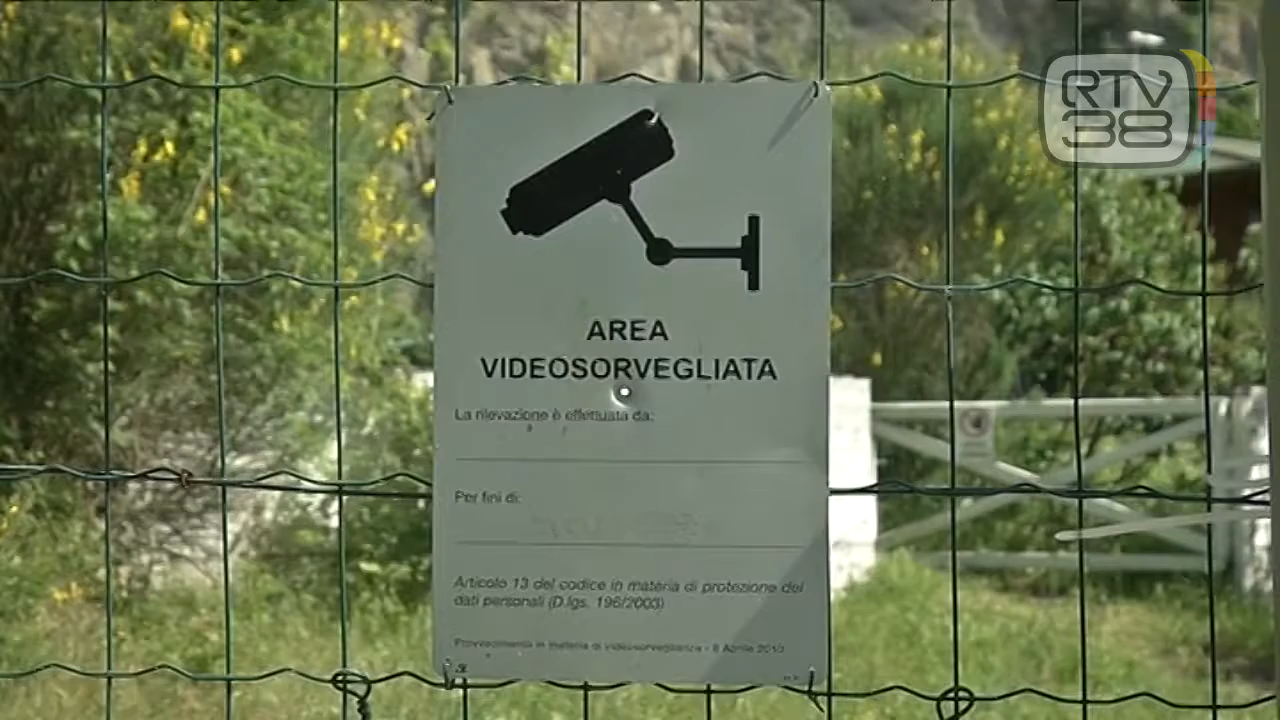 RTV
38
AREA
VIDEOSORVEGLIATA
La rilevazione è effettuata da:
Per fini di:
Articolo 13 del codice in materia di protezione dei
dati personali (D.lgs. 196/2003)
Provvedimento in materia di videosorveglianza - 8 Aprile 2010